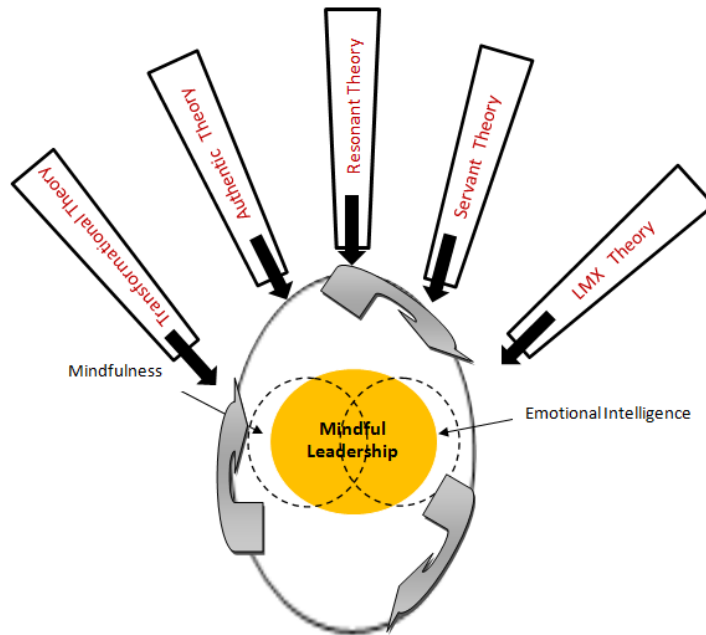 Transformational Theory
Authentic Theory
Resonant Theory
Servant Theory
LMX Theory
Mindfulness
Emotional Intelligence
Mindful
Leadership